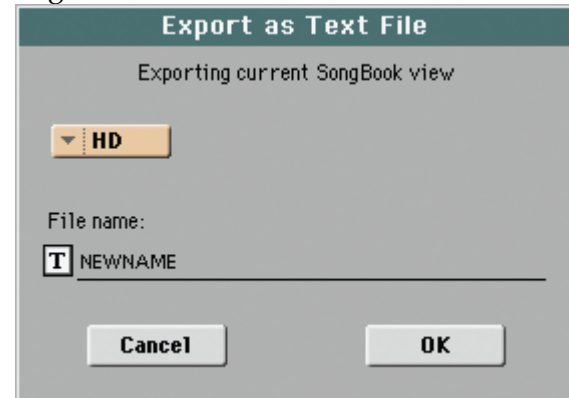 Export as Text File
Exporting current SongBook view
HD
File name:
T NEWNAME
Cancel OK